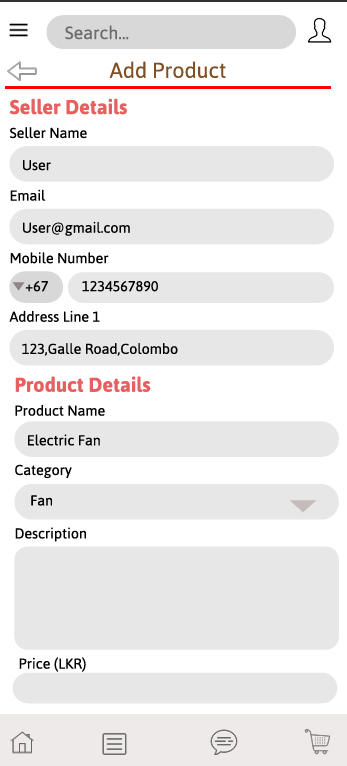 Search...
Add Product
Seller Details
Seller Name
User
Email
User@gmail.com
Mobile Number
+67 1234567890
Address Line 1
123,Galle Road,Colombo
Product Details
Product Name
Electric Fan
Category
Fan
Description
Price (LKR)